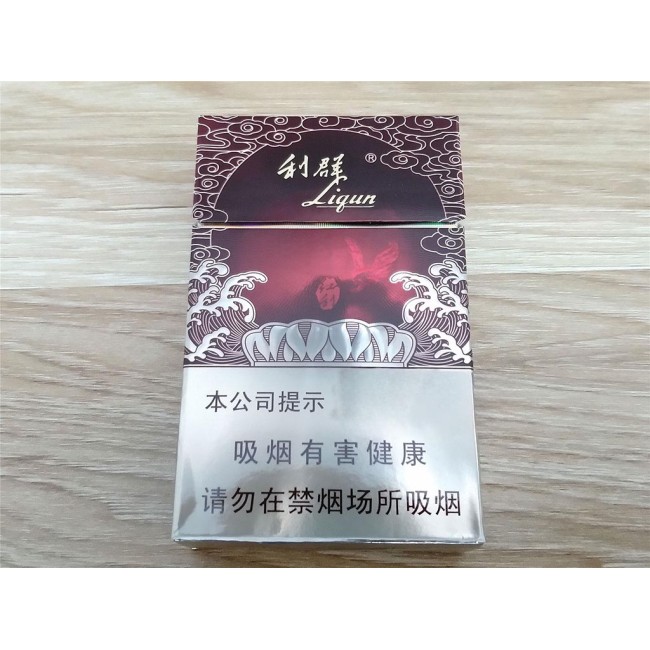 利群®
Liqun
本公司提示
吸烟有害健康
请勿在禁烟场所吸烟